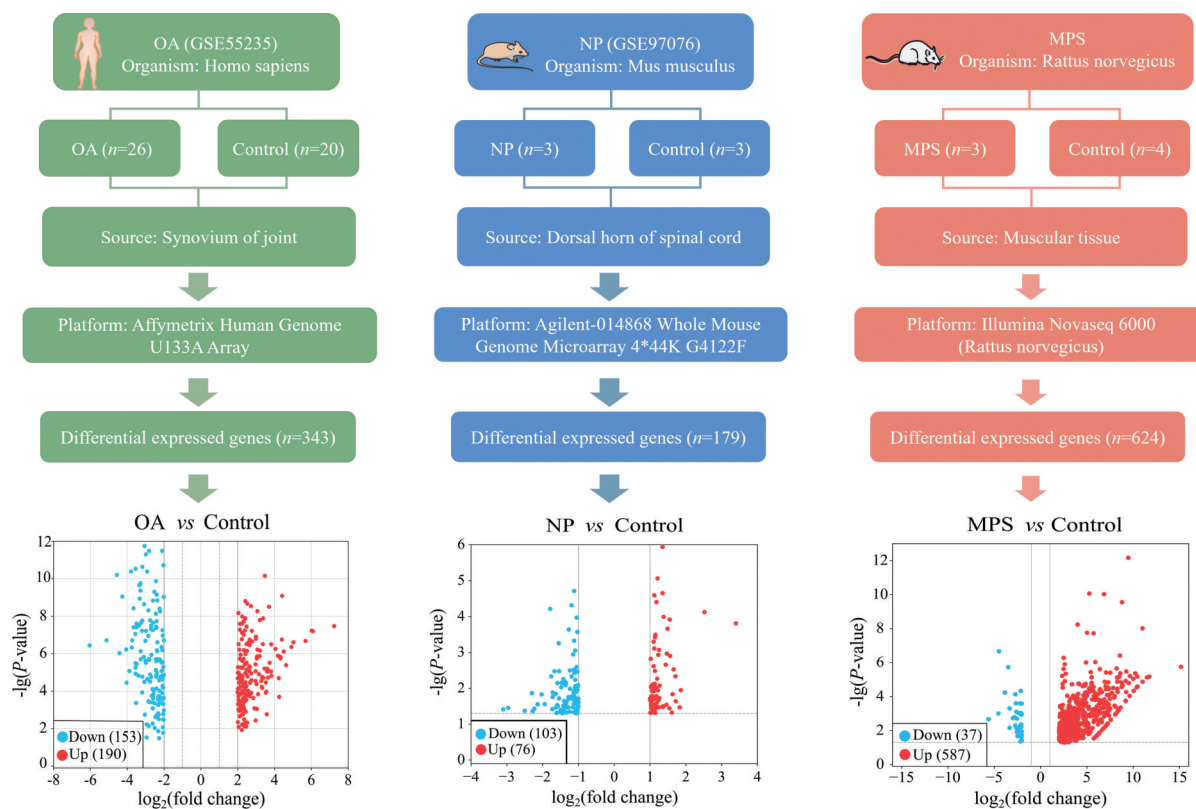 OA (GSE55235)
Organism: Homo sapiens
OA (n=26)
Control (n=20)
Source: Synovium of joint
Platform: Affymetrix Human Genome
U133A Array
Differential expressed genes (n=343)
OA vs Control
12
10
8
6
4
2
0
-lg(P-value)
Down (153)
Up (190)
-8
-6
-4
-2
0
2
4
6
8
log2(fold change)
NP (GSE97076)
Organism: Mus musculus
NP (n=3)
Control (n=3)
Source: Dorsal horn of spinal cord
Platform: Agilent-014868 Whole Mouse
Genome Microarray 4*44K G4122F
Differential expressed genes (n=179)
NP vs Control
6
5
4
3
2
1
0
-lg(P-value)
Down (103)
Up (76)
−4
−3
−2
−1
0
1
2
3
4
log2(fold change)
MPS
Organism: Rattus norvegicus
MPS (n=3)
Control (n=4)
Source: Muscular tissue
Platform: Illumina Novaseq 6000
(Rattus norvegicus)
Differential expressed genes (n=624)
MPS vs Control
12
10
8
6
4
2
0
-lg(P-value)
Down (37)
Up (587)
−15
−10
−5
0
5
10
15
log2(fold change)